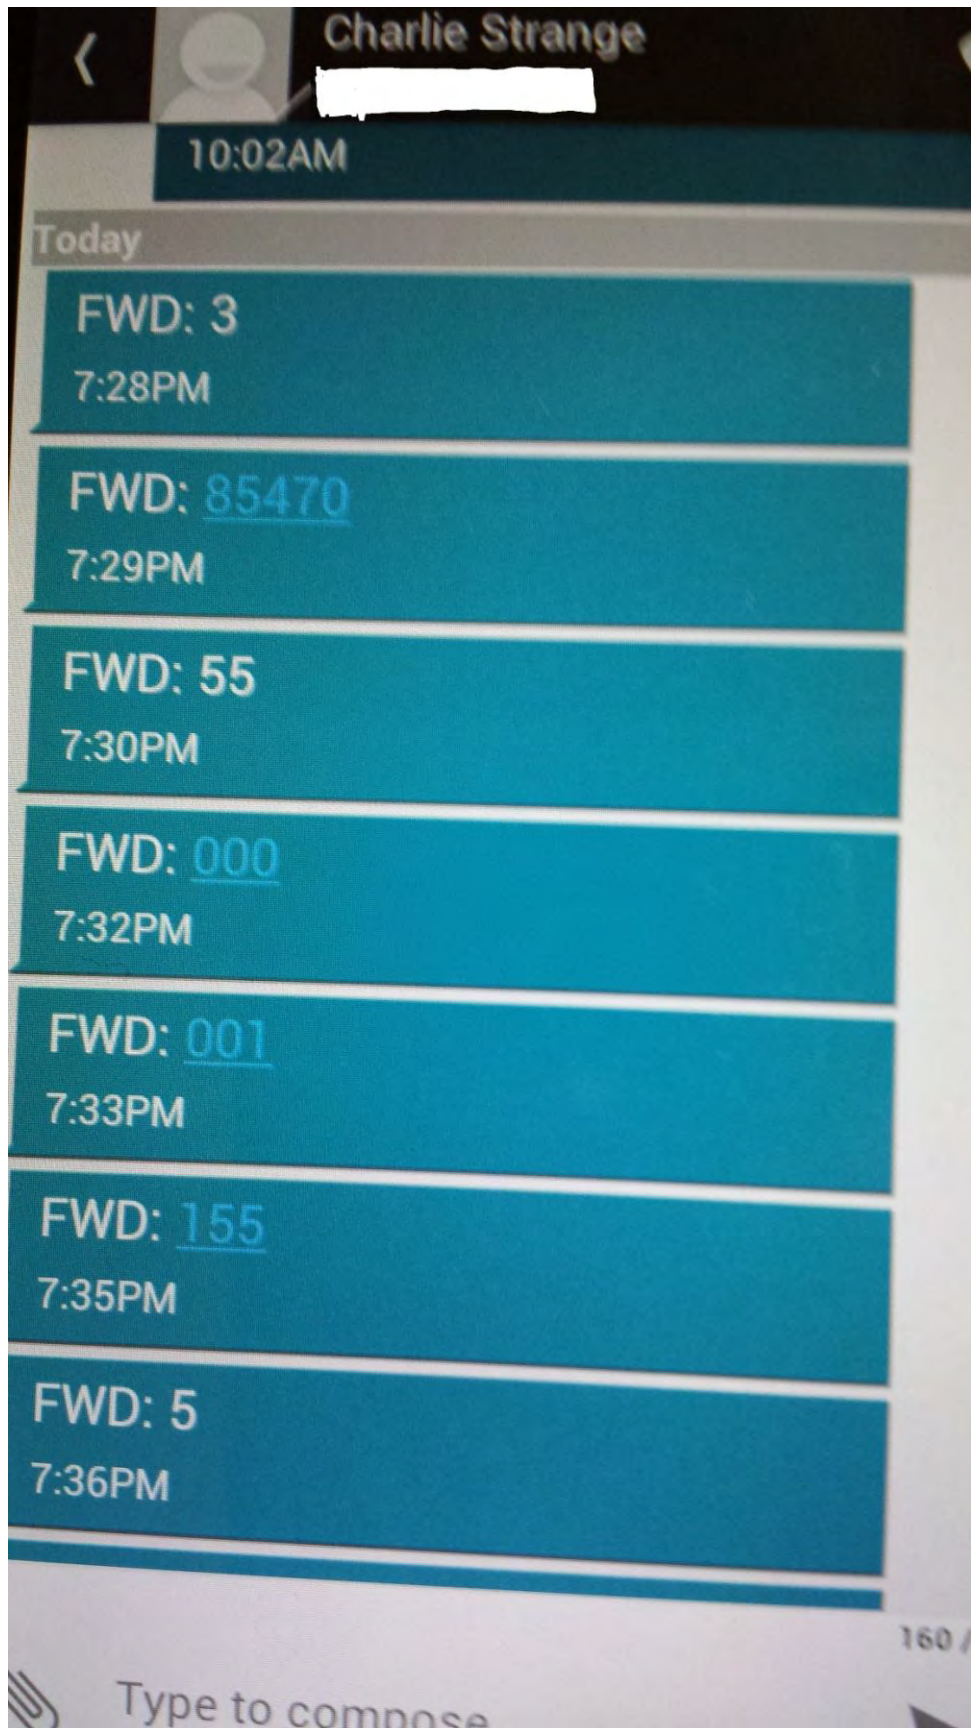 Charlie Strange
10:02AM
Today
FWD: 3
7:28PM
FWD: 85470
7:29PM
FWD: 55
7:30PM
FWD: 000
7:32PM
FWD: 001
7:33PM
FWD: 155
7:35PM
FWD: 5
7:36PM
160 /
Type to compose